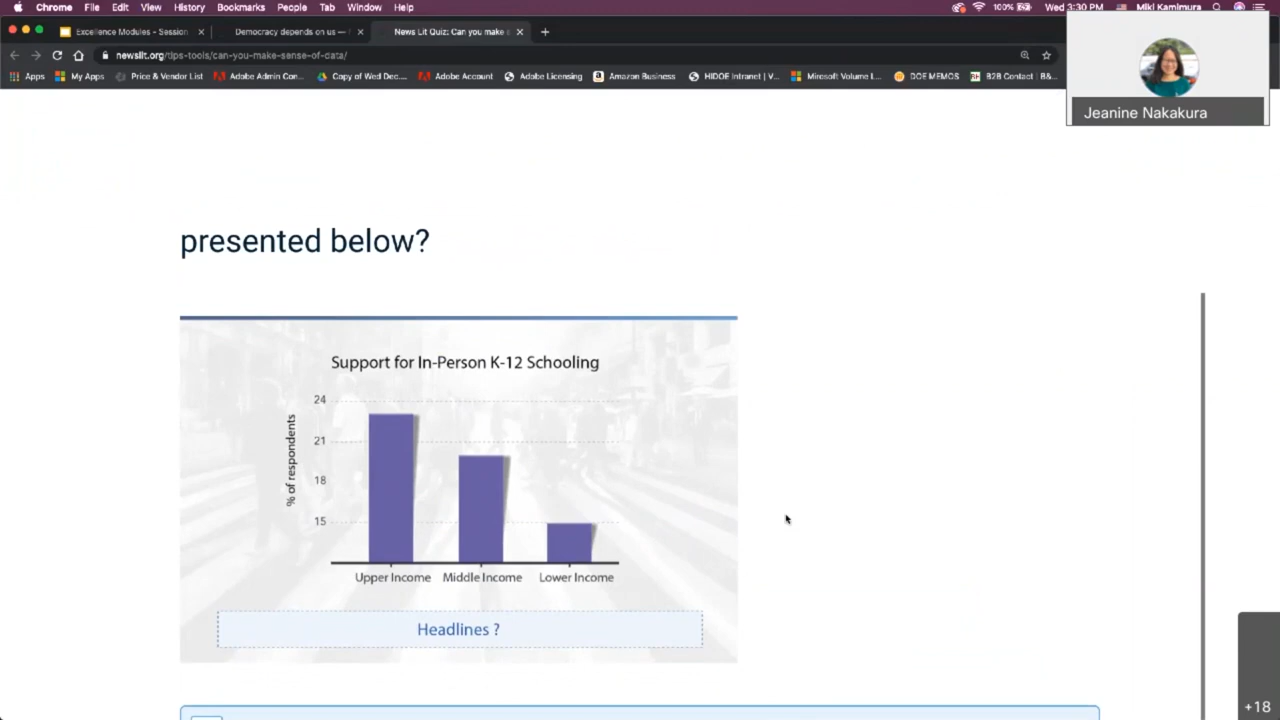 Chrome File Edit View History Bookmarks People Tab Window Help 100% Wed 3:30 PM Miki Kamimura
Excellence Modules - Session Democracy depends on us — News Lit Quiz: Can you make
newslit.org/tips-tools/can-you-make-sense-of-data/
Apps My Apps Price & Vendor List Adobe Admin Con... Copy of Wed Dec.... Adobe Account Adobe Licensing Amazon Business HIDOE Intranet | V... Mirosoft Volume L... DOE MEMOS B2B Contact | B&...
Jeanine Nakakura
presented below?
Support for In-Person K-12 Schooling
% of respondents
24
21
18
15
Upper Income Middle Income Lower Income
Headlines ?
+18